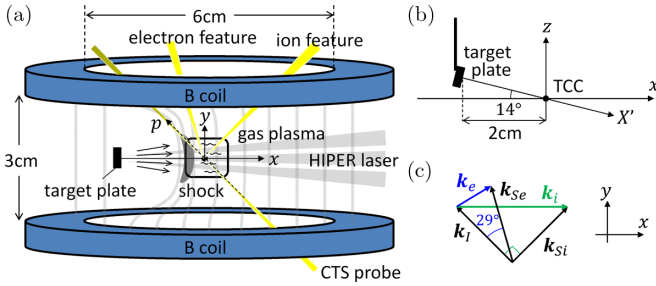 (a)
6cm
electron feature
ion feature
B coil
3cm
p
y
gas plasma
x
HIPER laser
target plate
shock
B coil
CTS probe
(b)
z
target
plate
TCC
x
14°
X'
2cm
(c)
k_e
k_Se
k_i
k_I
29°
k_Si
y
x